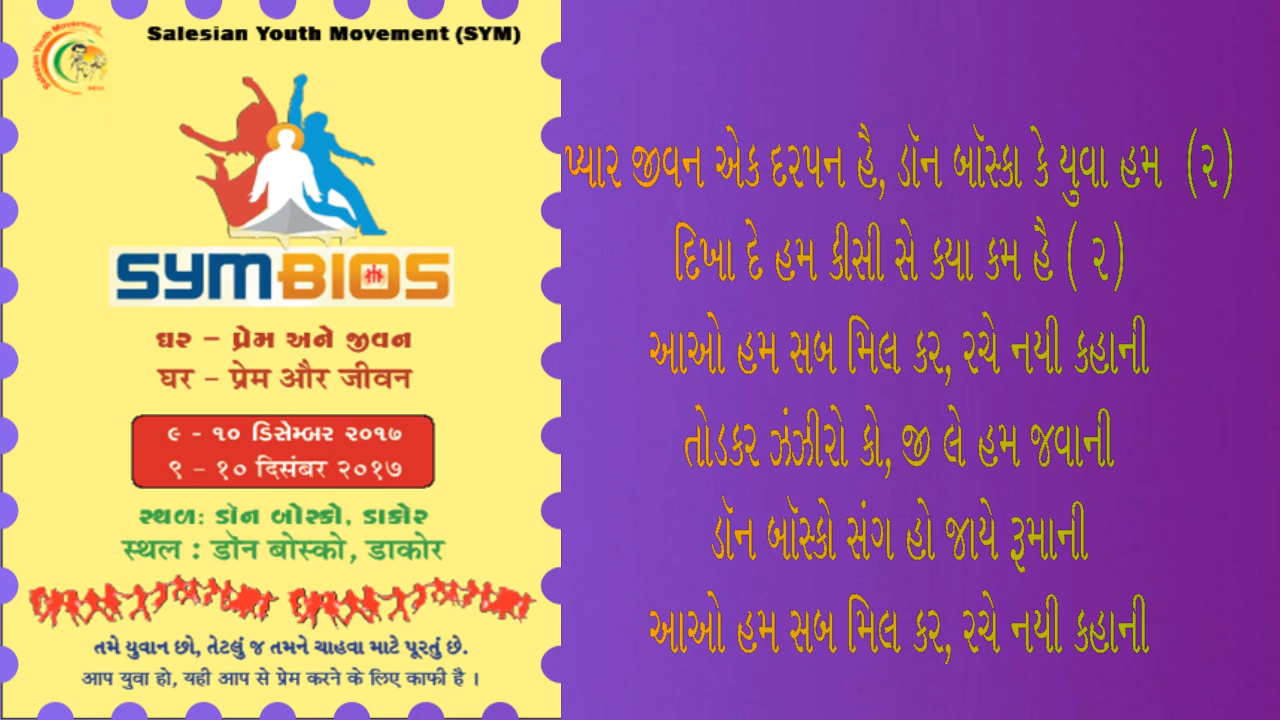 Salesian Youth Movement (SYM)
SYMBIOS
ઘર – પ્રેમ અને જીવન
घर – प्रेम और जीवन
૯ - ૧૦ ડિસેમ્બર ૨૦૧૭
९ – १० दिसंबर २०१७
સ્થળ: ડૉન બોસ્કો, ડાકોર
स्थल : डॉन बोस्को, डाकोर
તમે યુવાન છો, તેટલું જ તમને ચાહવા માટે પૂરતું છે.
आप युवा हो, यही आप से प्रेम करने के लिए काफी है ।
પ્યાર જીવન એક દરપન હૈ, ડૉન બૉસ્કા કે યુવા હમ (૨)
દિખા દે હમ કીસી સે કયા કમ હૈ ( ૨ )
આઓ હમ સબ મિલ કર, રચે નયી કહાની
તોડકર ઝંઝીરો કો, જી લે હમ જવાની
ડૉન બૉસ્કો સંગ હો જાયે રૂમાની
આઓ હમ સબ મિલ કર, રચે નયી કહાની